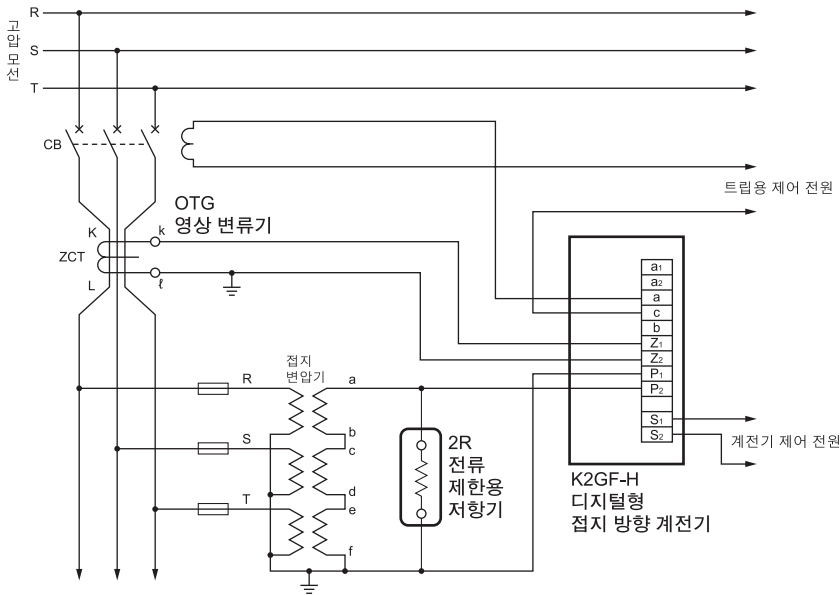 고압 모선
R
S
T
CB
트립용 제어 전원
OTG
영상 변류기
K
k
ZCT
L
ℓ
a1
a2
a
c
b
Z1
Z2
P1
P2
S1
S2
계전기 제어 전원
K2GF-H
디지털형
접지 방향 계전기
접지
변압기
R
a
b
S
c
d
T
e
f
2R
전류
제한용
저항기